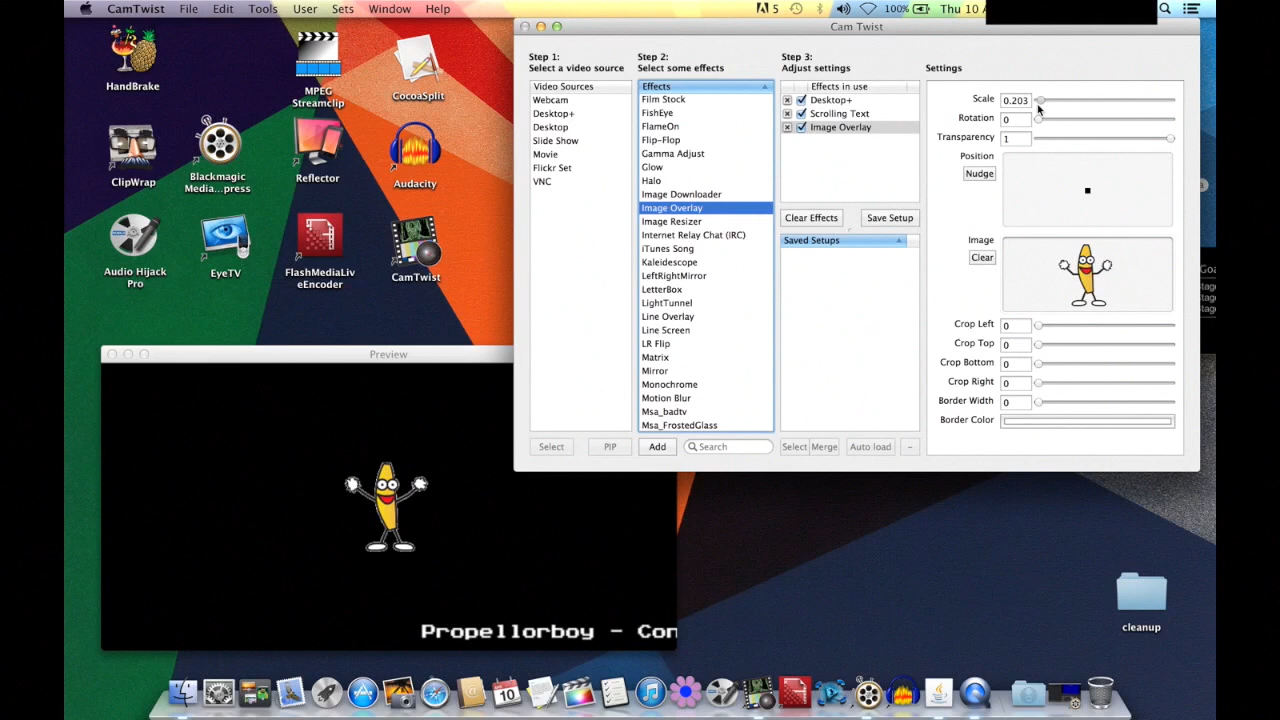 CamTwist File Edit Tools User Sets Window Help
5 100% Thu 10
HandBrake
MPEG
Streamclip
CocoaSplit
ClipWrap
Blackmagic
Media...press
Reflector
Audacity
Audio Hijack
Pro
EyeTV
FlashMediaLiv
eEncoder
CamTwist
Preview
Propellorboy - Con
Cam Twist
Step 1:
Select a video source
Video Sources
Webcam
Desktop+
Desktop
Slide Show
Movie
Flickr Set
VNC
Select
PIP
Step 2:
Select some effects
Effects
Film Stock
FishEye
FlameOn
Flip-Flop
Gamma Adjust
Glow
Halo
Image Downloader
Image Overlay
Image Resizer
Internet Relay Chat (IRC)
iTunes Song
Kaleidescope
LeftRightMirror
LetterBox
LightTunnel
Line Overlay
Line Screen
LR Flip
Matrix
Mirror
Monochrome
Motion Blur
Msa_badtv
Msa_FrostedGlass
Add
Search
Step 3:
Adjust settings
Effects in use
Desktop+
Scrolling Text
Image Overlay
Clear Effects
Save Setup
Saved Setups
Select Merge
Auto load
-
Settings
Scale 0.203
Rotation 0
Transparency 1
Position
Nudge
Image
Clear
Crop Left 0
Crop Top 0
Crop Bottom 0
Crop Right 0
Border Width 0
Border Color
cleanup
10